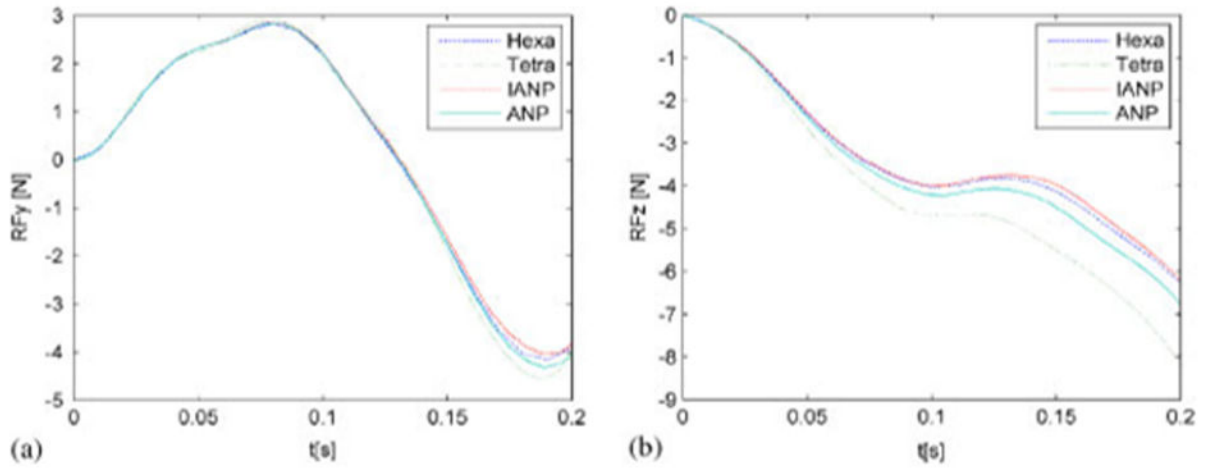 3
2
1
0
-1
-2
-3
-4
-5
RFy [N]
0
0.05
0.1
0.15
0.2
t[s]
(a)
Hexa
Tetra
IANP
ANP
0
-1
-2
-3
-4
-5
-6
-7
-8
-9
RFz [N]
0
0.05
0.1
0.15
0.2
t[s]
(b)
Hexa
Tetra
IANP
ANP